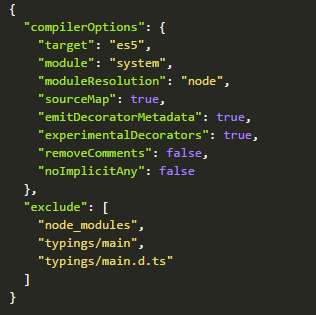 {
  "compilerOptions": {
    "target": "es5",
    "module": "system",
    "moduleResolution": "node",
    "sourceMap": true,
    "emitDecoratorMetadata": true,
    "experimentalDecorators": true,
    "removeComments": false,
    "noImplicitAny": false
  },
  "exclude": [
    "node_modules",
    "typings/main",
    "typings/main.d.ts"
  ]
}